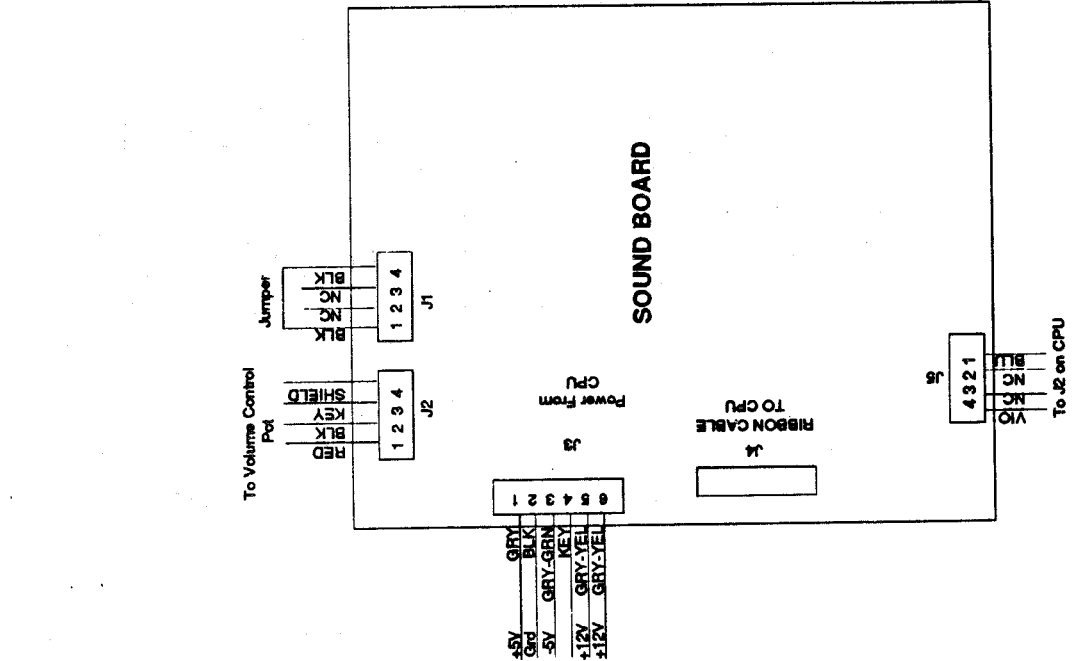 SOUND BOARD
Jumper
BLK
NC
NC
BLK
1 2 3 4
J1
To Volume Control
Pot
SHIELD
KEY
BLK
RED
1 2 3 4
J2
Power From
CPU
J3
1 2 3 4 5 6
GRY
BLK
GRY-GRN
KEY
GRY-YEL
GRY-YEL
+5V
Grd
-5V
+12V
+12V
RIBBON CABLE
TO CPU
J4
J5
4 3 2 1
BLU
NC
NC
VIO
To J2 on CPU